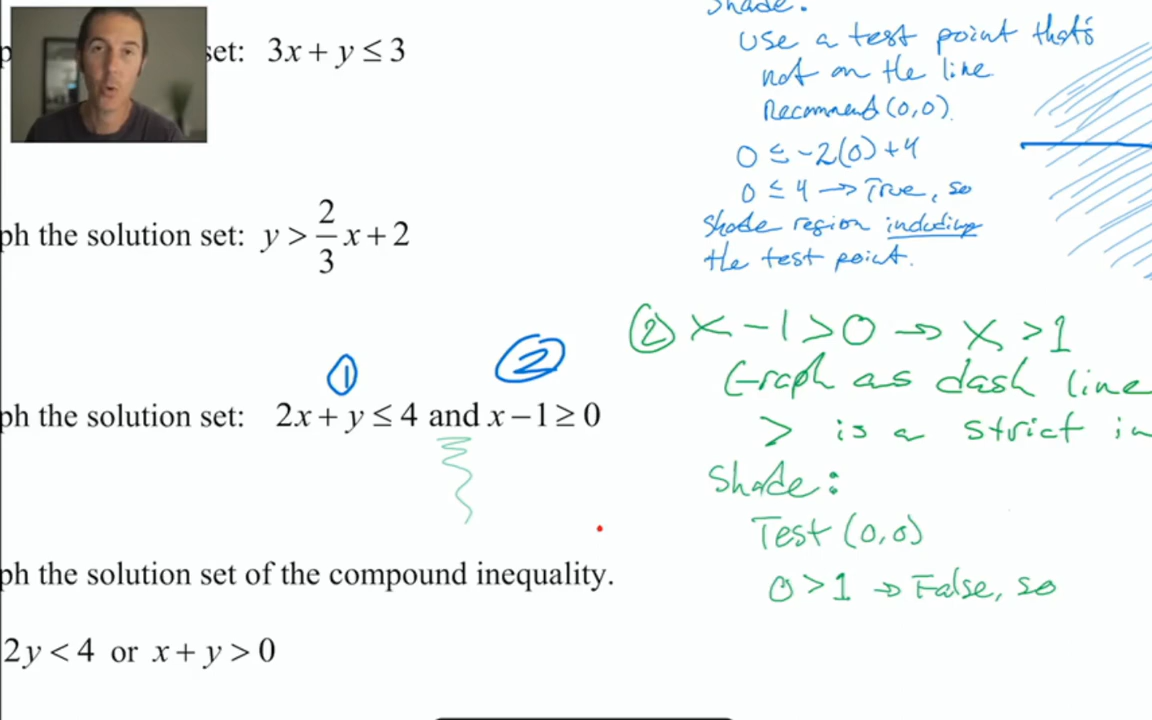 set: 3x + y ≤ 3
ph the solution set: y > 2/3 x + 2
① ②
ph the solution set: 2x + y ≤ 4 and x − 1 ≥ 0
ph the solution set of the compound inequality.
2y < 4 or x + y > 0
Shade:
Use a test point that's
not on the line
Recommend (0,0).
0 ≤ -2(0)+4
0 ≤ 4 → True, so
Shade region including
the test point.
② x - 1 > 0 → x > 1
Graph as dash line
> is a strict in
Shade:
Test (0,0)
0 > 1 → False, so